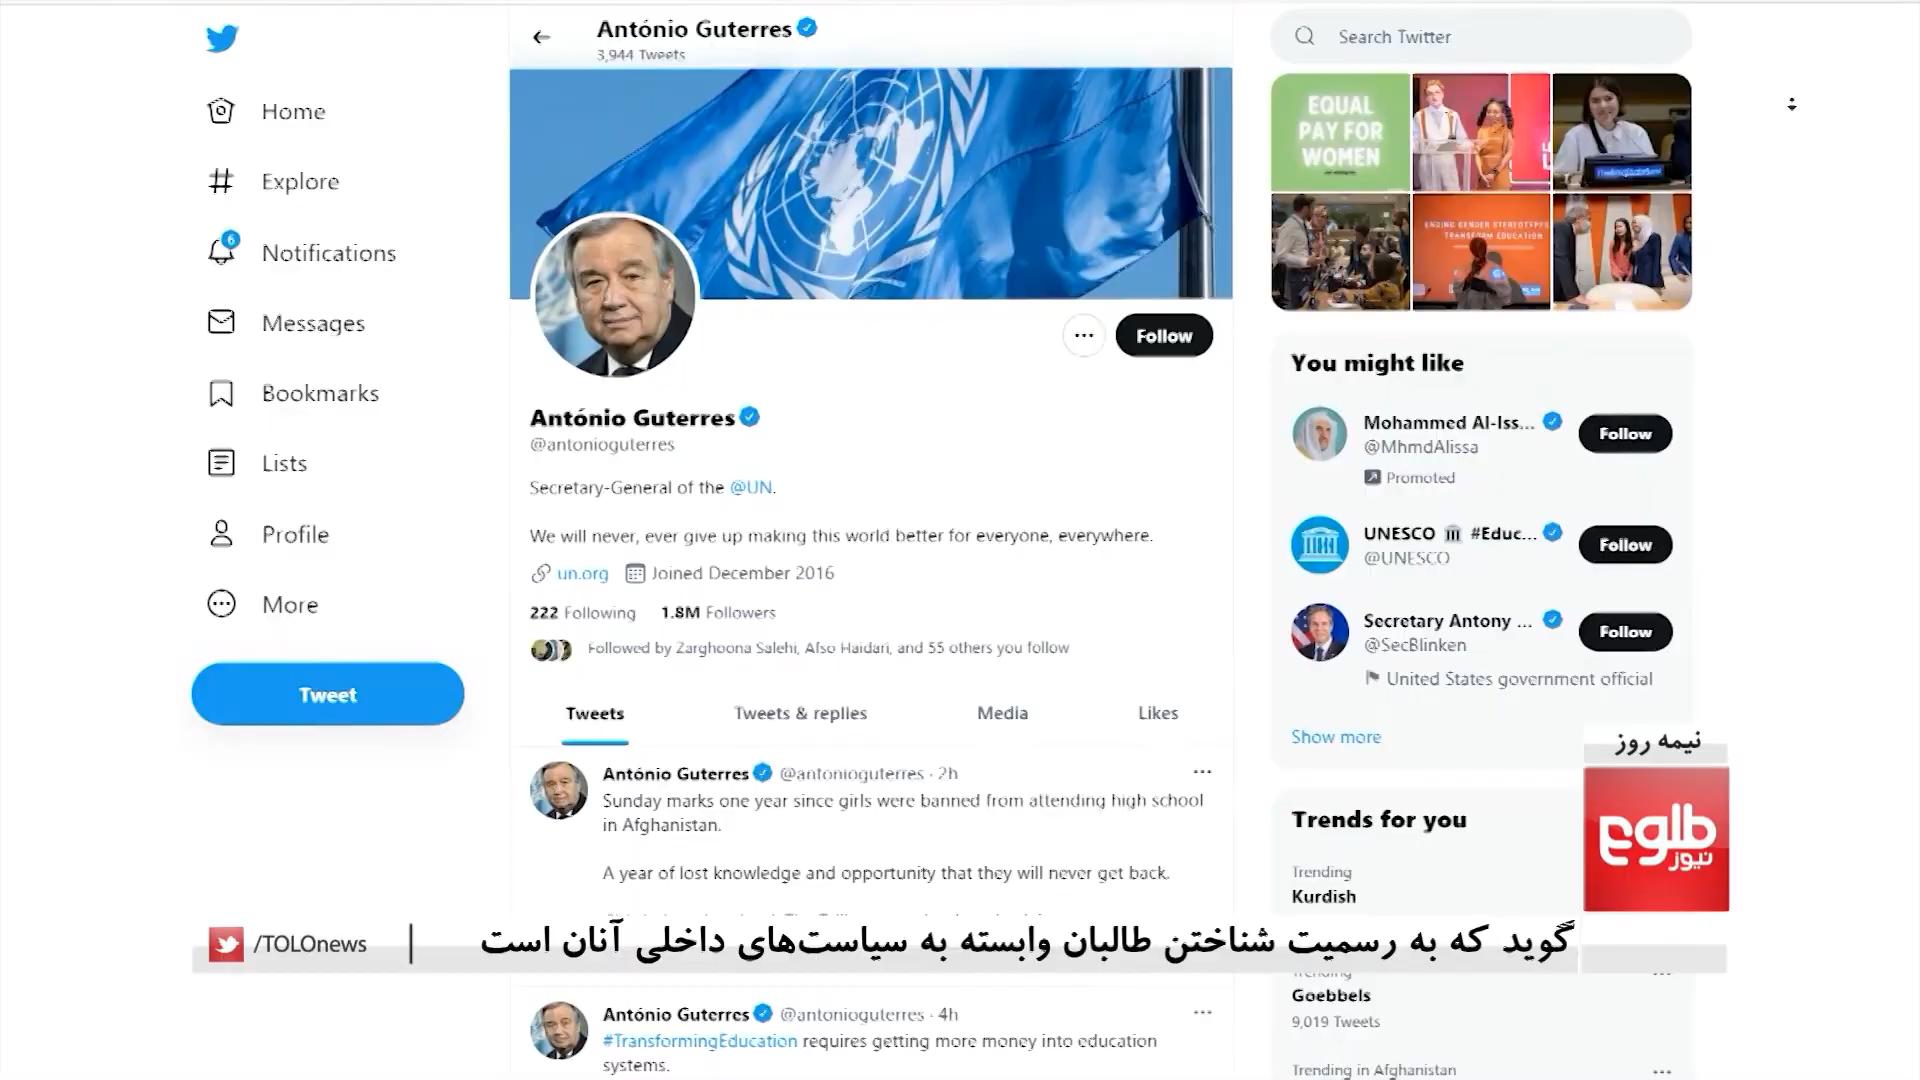 António Guterres
3,944 Tweets
Search Twitter
Home
Explore
6
Notifications
Messages
Bookmarks
Lists
Profile
More
Tweet
Follow
António Guterres
@antonioguterres
Secretary-General of the @UN.
We will never, ever give up making this world better for everyone, everywhere.
un.org Joined December 2016
222 Following 1.8M Followers
Followed by Zarghoona Salehi, Afso Haidari, and 55 others you follow
Tweets Tweets & replies Media Likes
António Guterres @antonioguterres · 2h
Sunday marks one year since girls were banned from attending high school
in Afghanistan.
A year of lost knowledge and opportunity that they will never get back.
António Guterres @antonioguterres · 4h
#TransformingEducation requires getting more money into education
systems.
EQUAL
PAY FOR
WOMEN
ENDING GENDER STEREOTYPES
TRANSFORM EDUCATION
You might like
Mohammed Al-Iss...
@MhmdAlissa
Promoted
Follow
UNESCO 🏛 #Educ...
@UNESCO
Follow
Secretary Antony ...
@SecBlinken
United States government official
Follow
Show more
Trends for you
Trending
Kurdish
Trending
Goebbels
9,019 Tweets
Trending in Afghanistan
نیمه روز
طلوع
نیوز
/TOLOnews
گوید که به رسمیت شناختن طالبان وابسته به سیاست‌های داخلی آنان است